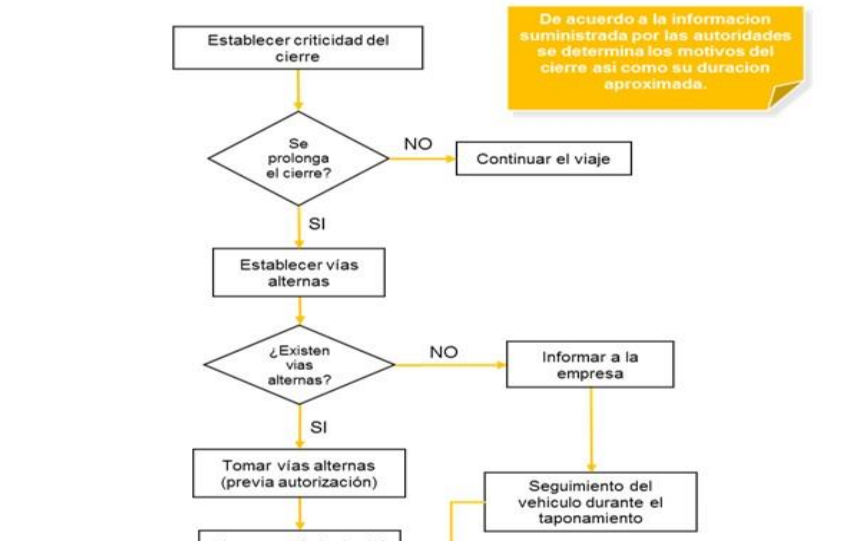 De acuerdo a la informacion
suministrada por las autoridades
se determina los motivos del
cierre asi como su duracion
aproximada.
Establecer criticidad del
cierre
Se
prolonga
el cierre?
NO
Continuar el viaje
SI
Establecer vías
alternas
¿Existen
vias
alternas?
NO
Informar a la
empresa
SI
Tomar vías alternas
(previa autorización)
Seguimiento del
vehiculo durante el
taponamiento